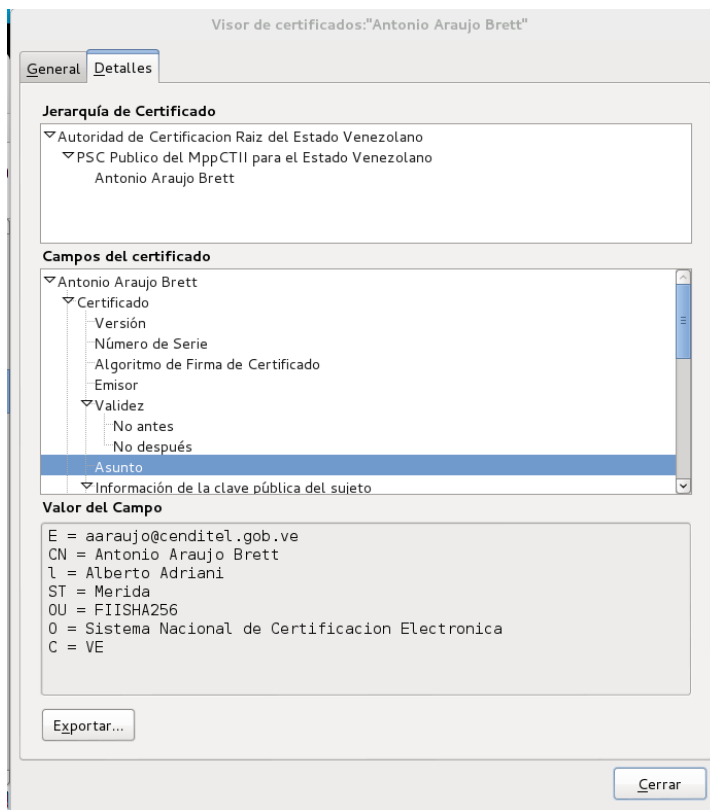 Visor de certificados:"Antonio Araujo Brett"
General Detalles
Jerarquía de Certificado
Autoridad de Certificacion Raiz del Estado Venezolano
PSC Publico del MppCTII para el Estado Venezolano
Antonio Araujo Brett
Campos del certificado
Antonio Araujo Brett
Certificado
Versión
Número de Serie
Algoritmo de Firma de Certificado
Emisor
Validez
No antes
No después
Asunto
Información de la clave pública del sujeto
Valor del Campo
E = aaraujo@cenditel.gob.ve
CN = Antonio Araujo Brett
l = Alberto Adriani
ST = Merida
OU = FIISHA256
O = Sistema Nacional de Certificacion Electronica
C = VE
Exportar...
Cerrar